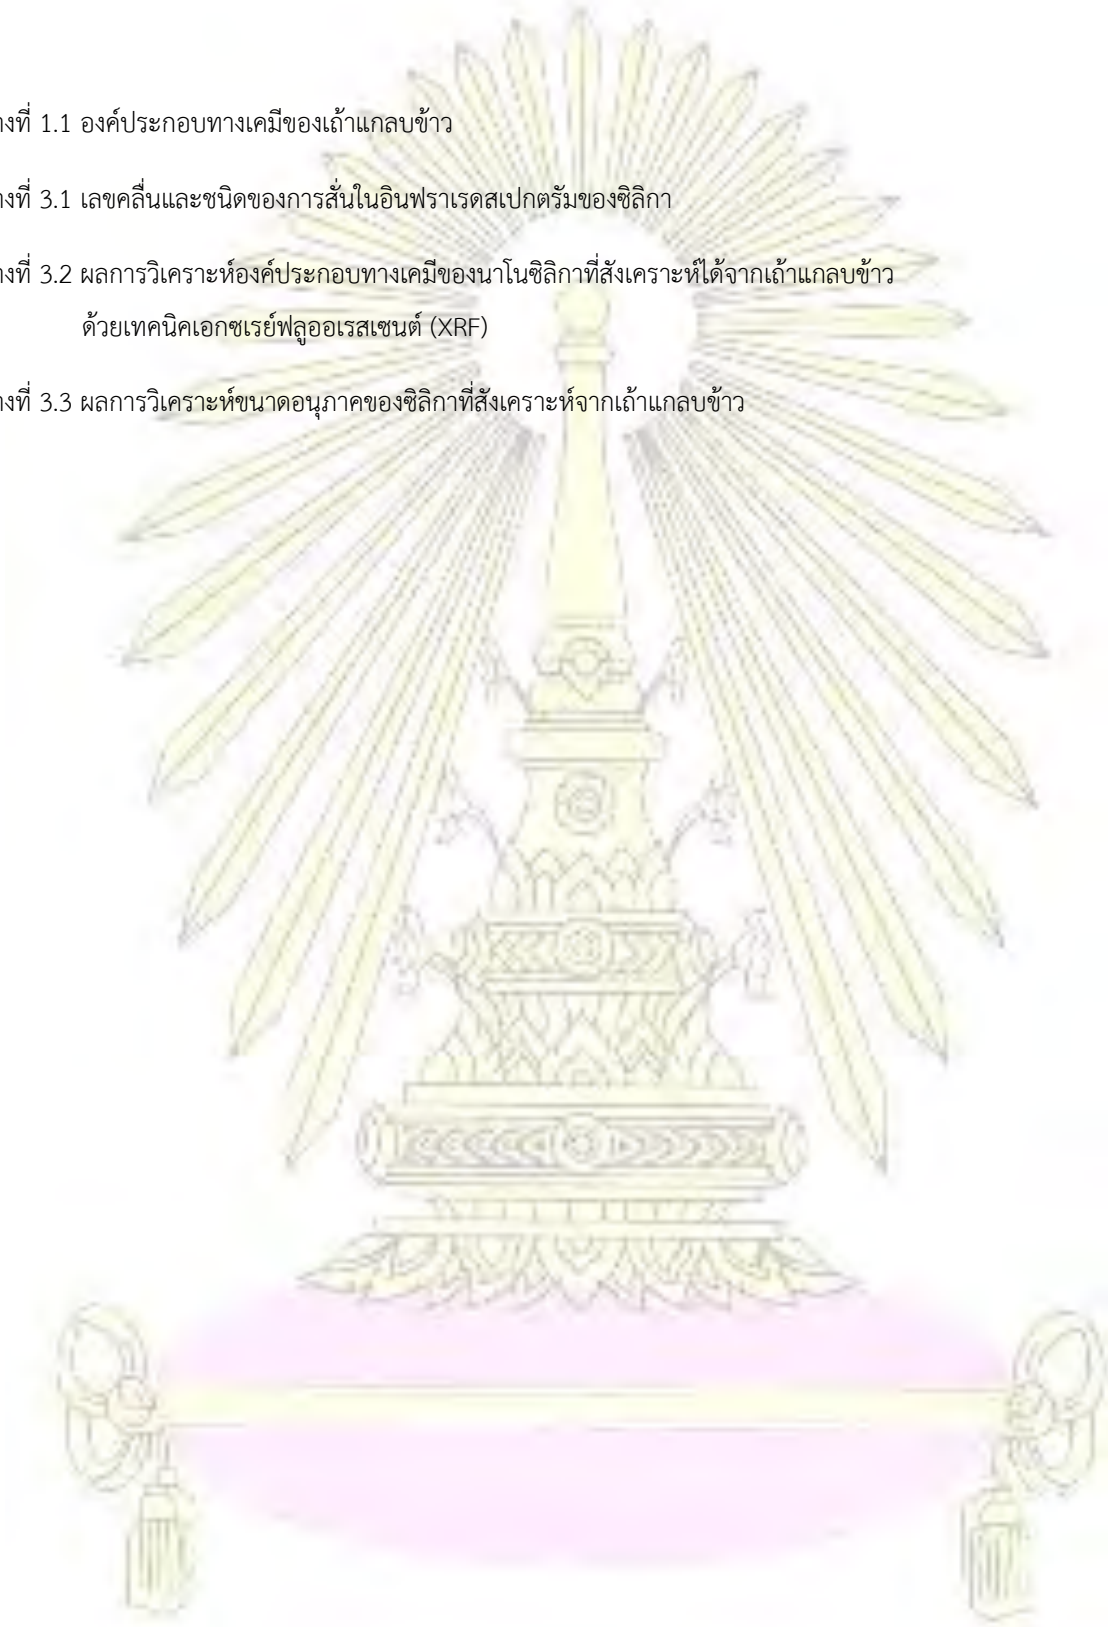 งที่ 1.1 องค์ประกอบทางเคมีของเถ้าแกลบข้าว
งที่ 3.1 เลขคลื่นและชนิดของการสั่นในอินฟราเรดสเปกตรัมของซิลิกา
งที่ 3.2 ผลการวิเคราะห์องค์ประกอบทางเคมีของนาโนซิลิกาที่สังเคราะห์ได้จากเถ้าแกลบข้าว
ด้วยเทคนิคเอกซเรย์ฟลูออเรสเซนต์ (XRF)
งที่ 3.3 ผลการวิเคราะห์ขนาดอนุภาคของซิลิกาที่สังเคราะห์จากเถ้าแกลบข้าว